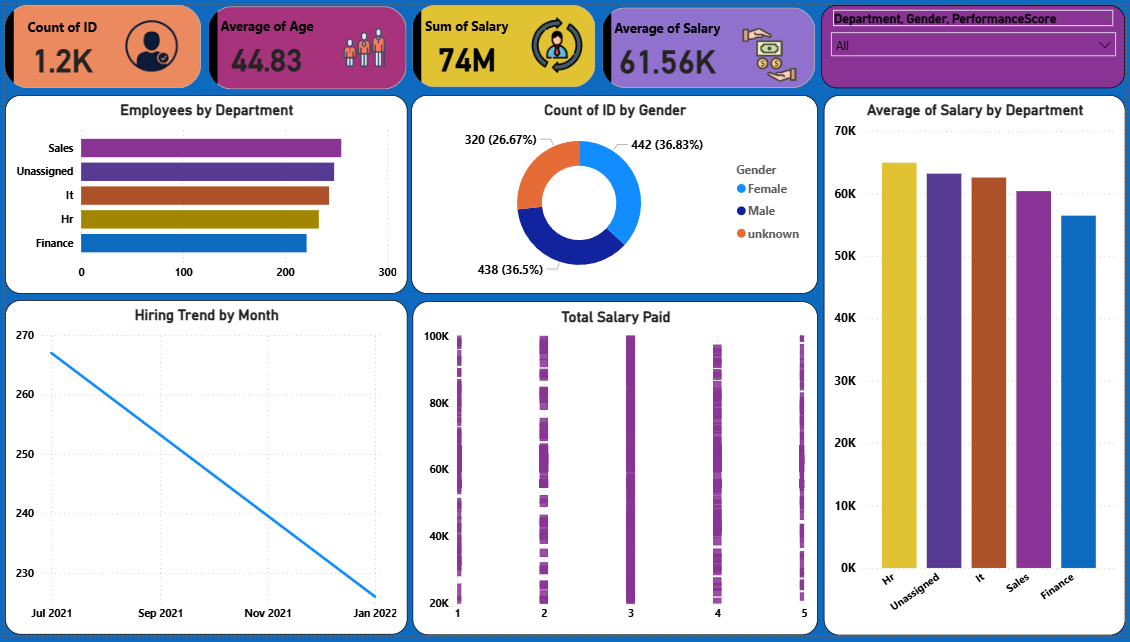 Count of ID
1.2K
Average of Age
44.83
Sum of Salary
74M
Average of Salary
61.56K
Department, Gender, PerformanceScore
All
Employees by Department
Sales
Unassigned
It
Hr
Finance
0 100 200 300
Count of ID by Gender
320 (26.67%)
442 (36.83%)
438 (36.5%)
Gender
Female
Male
unknown
Average of Salary by Department
70K
60K
50K
40K
30K
20K
10K
0K
Hr Unassigned It Sales Finance
Hiring Trend by Month
270
260
250
240
230
Jul 2021 Sep 2021 Nov 2021 Jan 2022
Total Salary Paid
100K
80K
60K
40K
20K
1 2 3 4 5